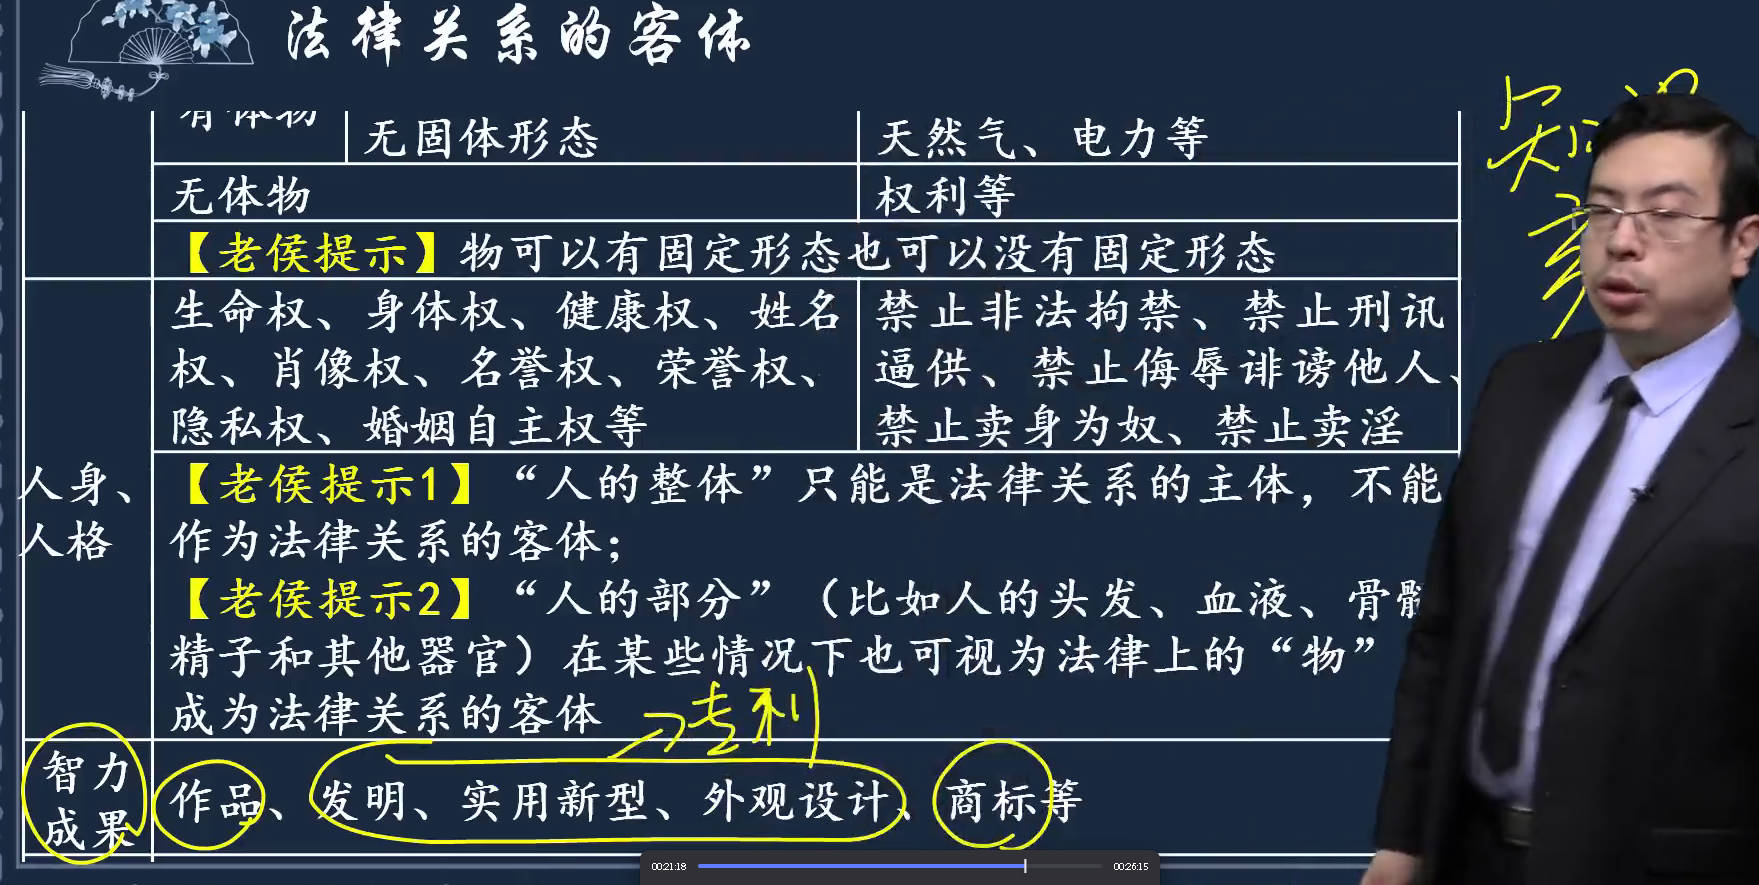 法律关系的客体
有体物
无固体形态
天然气、电力等
无体物
权利等
【老侯提示】物可以有固定形态也可以没有固定形态
人身、
人格
生命权、身体权、健康权、姓名
权、肖像权、名誉权、荣誉权、
隐私权、婚姻自主权等
禁止非法拘禁、禁止刑讯
逼供、禁止侮辱诽谤他人、
禁止卖身为奴、禁止卖淫
【老侯提示1】“人的整体”只能是法律关系的主体，不能
作为法律关系的客体；
【老侯提示2】“人的部分”（比如人的头发、血液、骨髓
精子和其他器官）在某些情况下也可视为法律上的“物”
成为法律关系的客体
专利
智力
成果
作品、发明、实用新型、外观设计、商标等
00:21:18
00:26:15